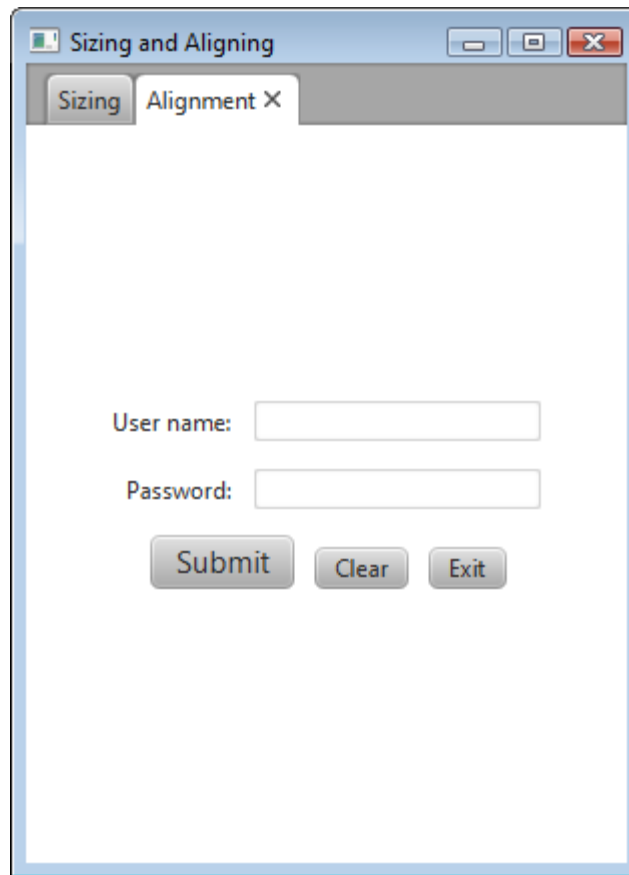 Sizing and Aligning
Sizing Alignment
User name:
Password:
Submit Clear Exit